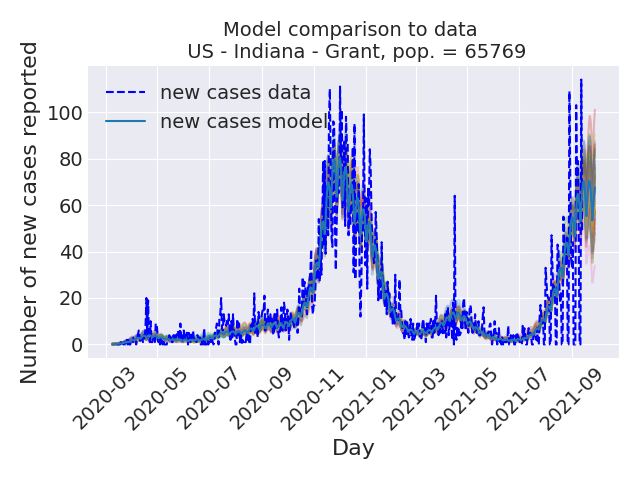 Model comparison to data
US - Indiana - Grant, pop. = 65769
Number of new cases reported
100
80
60
40
20
0
new cases data
new cases model
2020-03
2020-05
2020-07
2020-09
2020-11
2021-01
2021-03
2021-05
2021-07
2021-09
Day